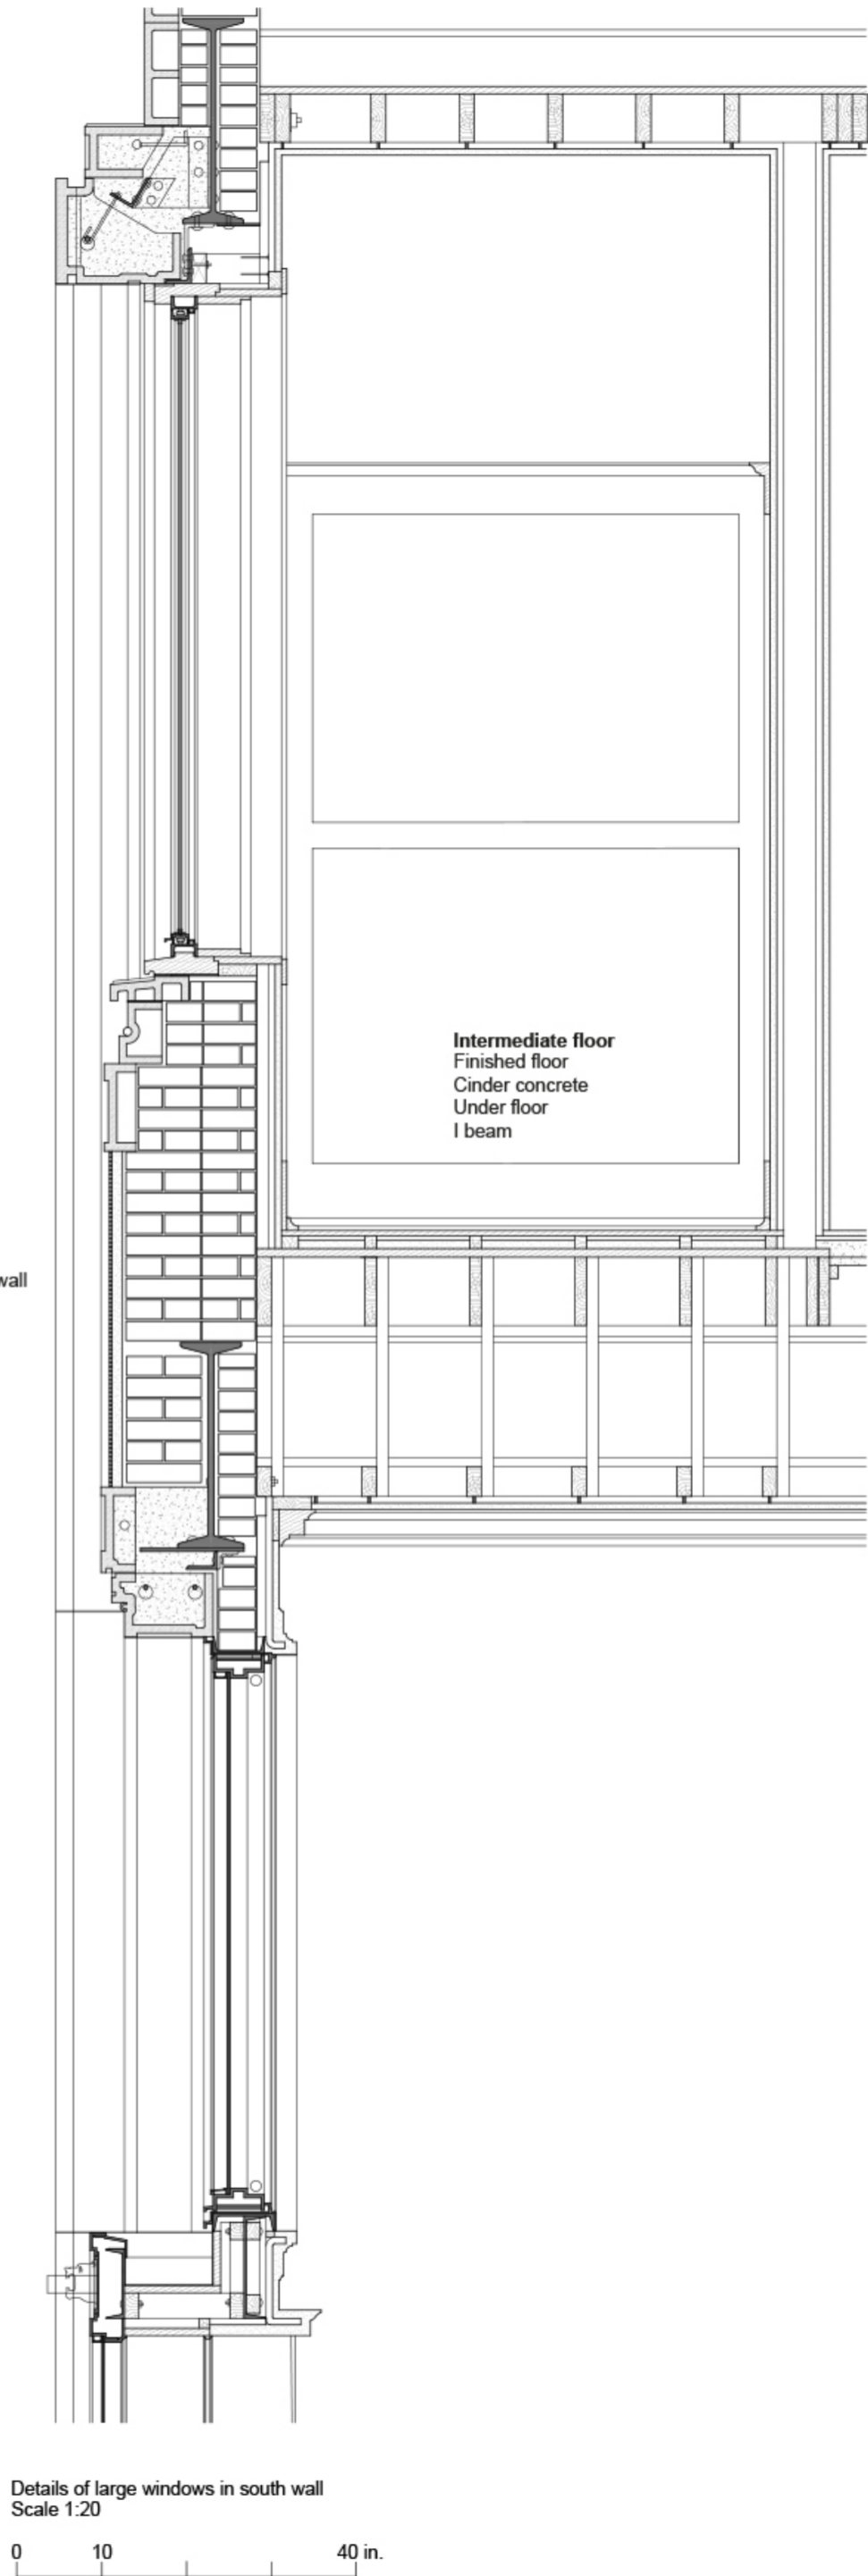 Intermediate floor
Finished floor
Cinder concrete
Under floor
I beam
wall
Details of large windows in south wall
Scale 1:20
0 10 40 in.